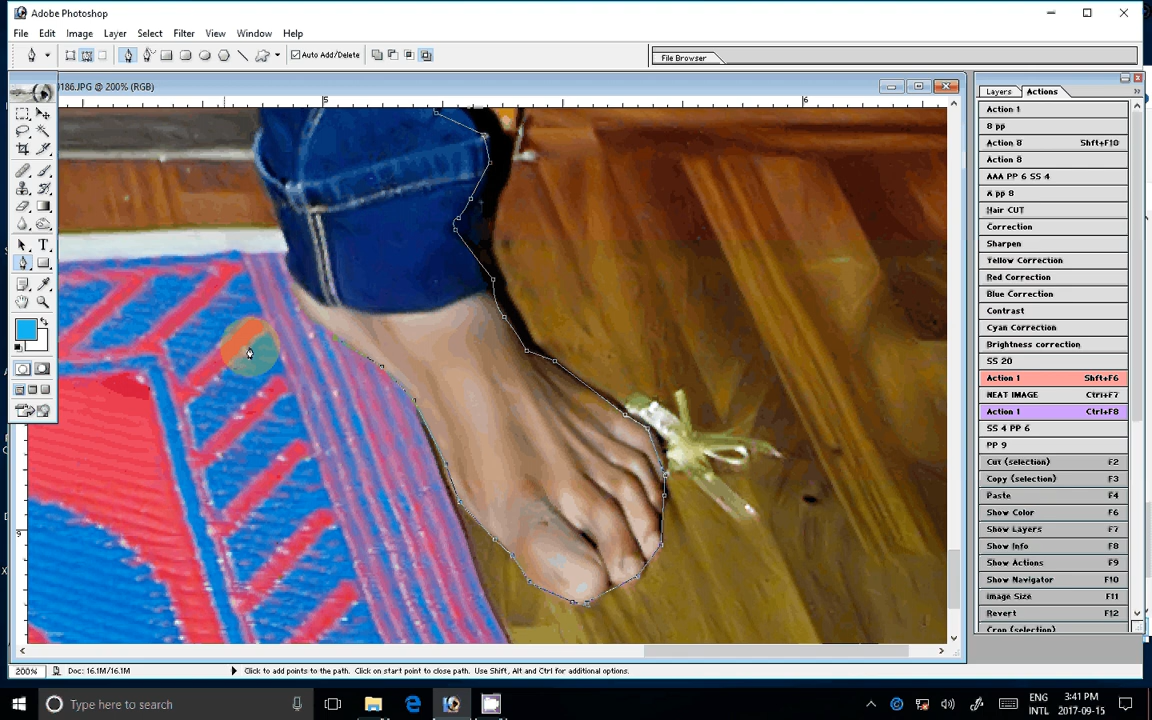 Adobe Photoshop
File Edit Image Layer Select Filter View Window Help
Auto Add/Delete
File Browser
186.JPG @ 200% (RGB)
5
6
9
Layers Actions
Action 1
8 pp
Action 8 Shft+F10
Action 8
AAA PP 6 SS 4
A pp 8
Hair CUT
Correction
Sharpen
Yellow Correction
Red Correction
Blue Correction
Contrast
Cyan Correction
Brightness correction
SS 20
Action 1 Shft+F6
NEAT IMAGE Ctrl+F7
Action 1 Ctrl+F8
SS 4 PP 6
PP 9
Cut (selection) F2
Copy (selection) F3
Paste F4
Show Color F6
Show Layers F7
Show Info F8
Show Actions F9
Show Navigator F10
Image Size F11
Revert F12
Crop (selection)
200% Doc: 16.1M/16.1M Click to add points to the path. Click on start point to close path. Use Shift, Alt and Ctrl for additional options.
Type here to search
ENG 3:41 PM
INTL 2017-09-15